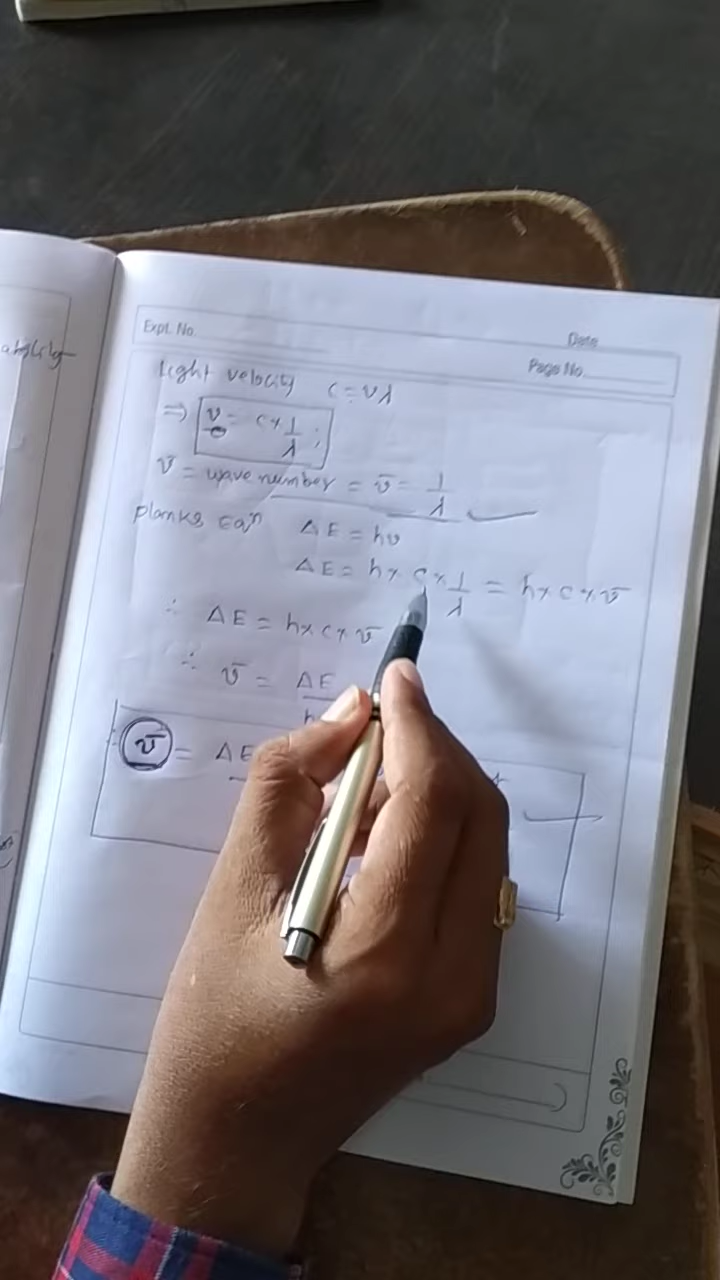 Expt. No.
Date
Page No.
ability
light velocity C = νλ
⇒ ν = C × 1/λ ;
ν̄ = wave number = ν̄ = 1/λ
planks Eqn ΔE = hν
ΔE = h × C × 1/λ = h × C × ν̄
∴ ΔE = h × C × ν̄
∴ ν̄ = ΔE
h
ν̄ = ΔE